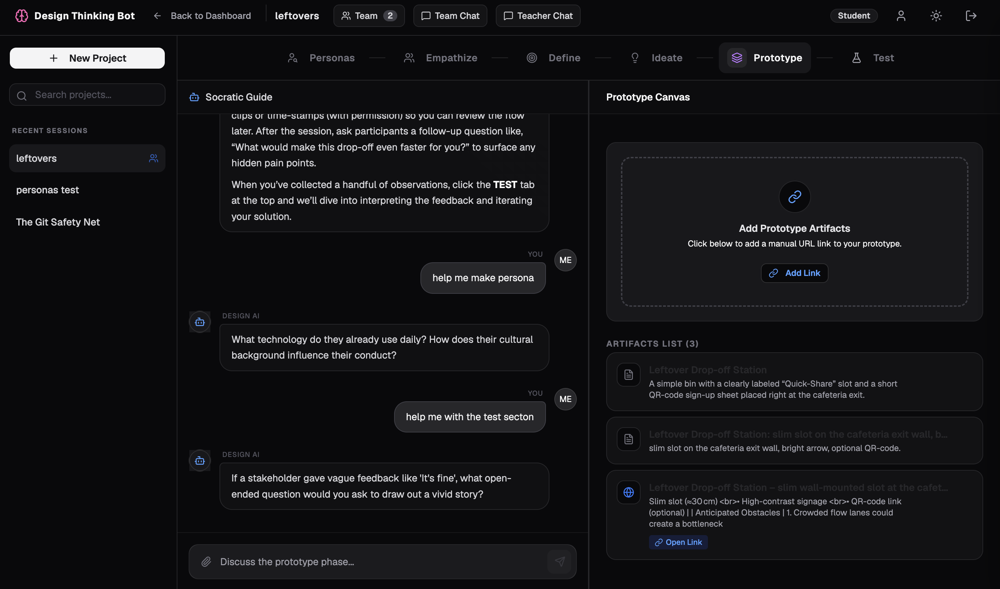 Design Thinking Bot
Back to Dashboard
leftovers
Team 2
Team Chat
Teacher Chat
Student
New Project
Search projects...
RECENT SESSIONS
leftovers
personas test
The Git Safety Net
Personas
Empathize
Define
Ideate
Prototype
Test
Socratic Guide
clips or time-stamps (with permission) so you can review the flow
later. After the session, ask participants a follow-up question like,
“What would make this drop-off even faster for you?” to surface any
hidden pain points.
When you’ve collected a handful of observations, click the TEST tab
at the top and we’ll dive into interpreting the feedback and iterating
your solution.
YOU
ME
help me make persona
DESIGN AI
What technology do they already use daily? How does their cultural
background influence their conduct?
YOU
ME
help me with the test secton
DESIGN AI
If a stakeholder gave vague feedback like 'It's fine', what open-
ended question would you ask to draw out a vivid story?
Discuss the prototype phase...
Prototype Canvas
Add Prototype Artifacts
Click below to add a manual URL link to your prototype.
Add Link
ARTIFACTS LIST (3)
Leftover Drop-off Station
A simple bin with a clearly labeled “Quick-Share” slot and a short
QR-code sign-up sheet placed right at the cafeteria exit.
Leftover Drop-off Station: slim slot on the cafeteria exit wall, b...
slim slot on the cafeteria exit wall, bright arrow, optional QR-code.
Leftover Drop-off Station – slim wall-mounted slot at the cafet...
Slim slot (≈30 cm) <br>• High-contrast signage <br>• QR-code link
(optional) | | Anticipated Obstacles | 1. Crowded flow lanes could
create a bottleneck
Open Link